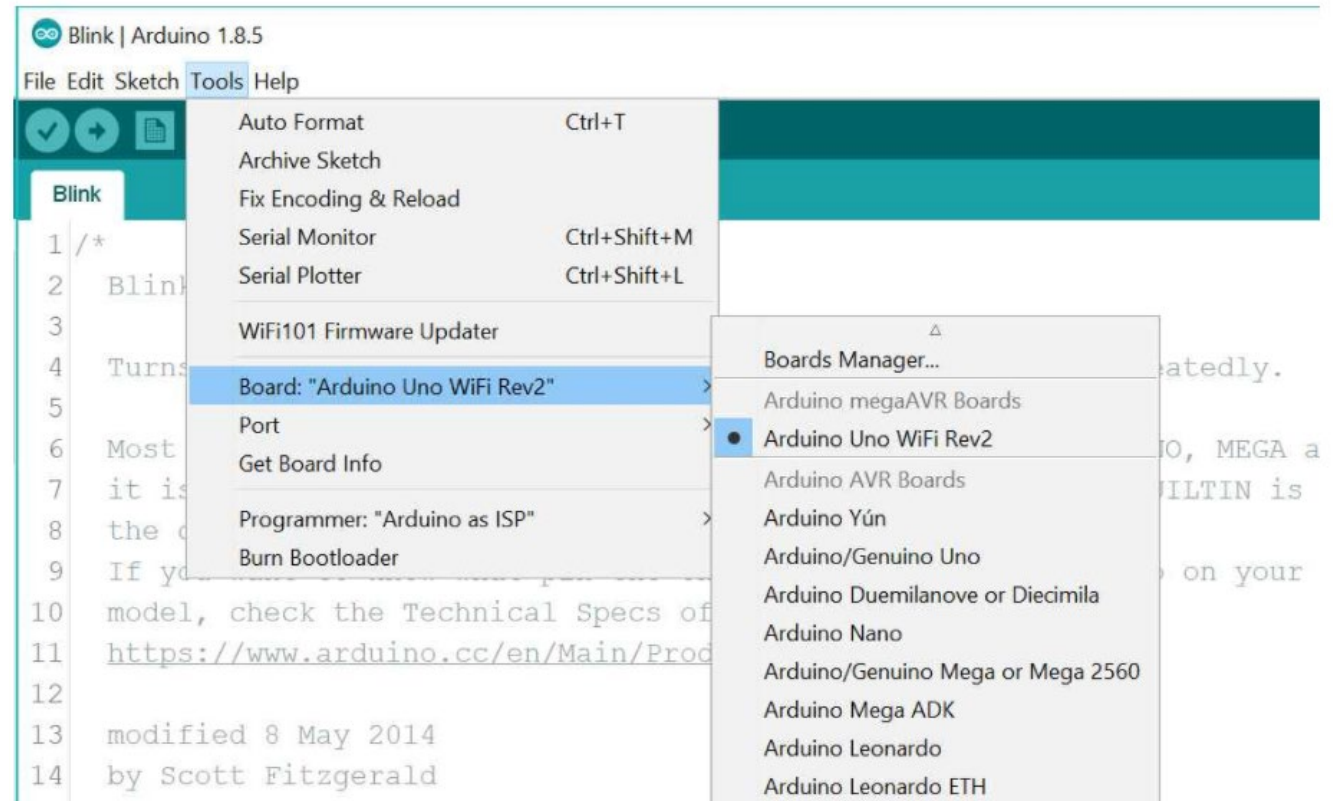 Blink | Arduino 1.8.5
File Edit Sketch Tools Help
Auto Format Ctrl+T
Archive Sketch
Fix Encoding & Reload
Serial Monitor Ctrl+Shift+M
Serial Plotter Ctrl+Shift+L
WiFi101 Firmware Updater
Board: "Arduino Uno WiFi Rev2"
Port
Get Board Info
Programmer: "Arduino as ISP"
Burn Bootloader
Boards Manager...
Arduino megaAVR Boards
Arduino Uno WiFi Rev2
Arduino AVR Boards
Arduino Yún
Arduino/Genuino Uno
Arduino Duemilanove or Diecimila
Arduino Nano
Arduino/Genuino Mega or Mega 2560
Arduino Mega ADK
Arduino Leonardo
Arduino Leonardo ETH
Blink
1 /*
2 Blin
3
4 Turns eatedly.
5
6 Most O, MEGA a
7 it is UILTIN is
8 the
9 If on your
10 model, check the Technical Specs of
11 https://www.arduino.cc/en/Main/Prod
12
13 modified 8 May 2014
14 by Scott Fitzgerald